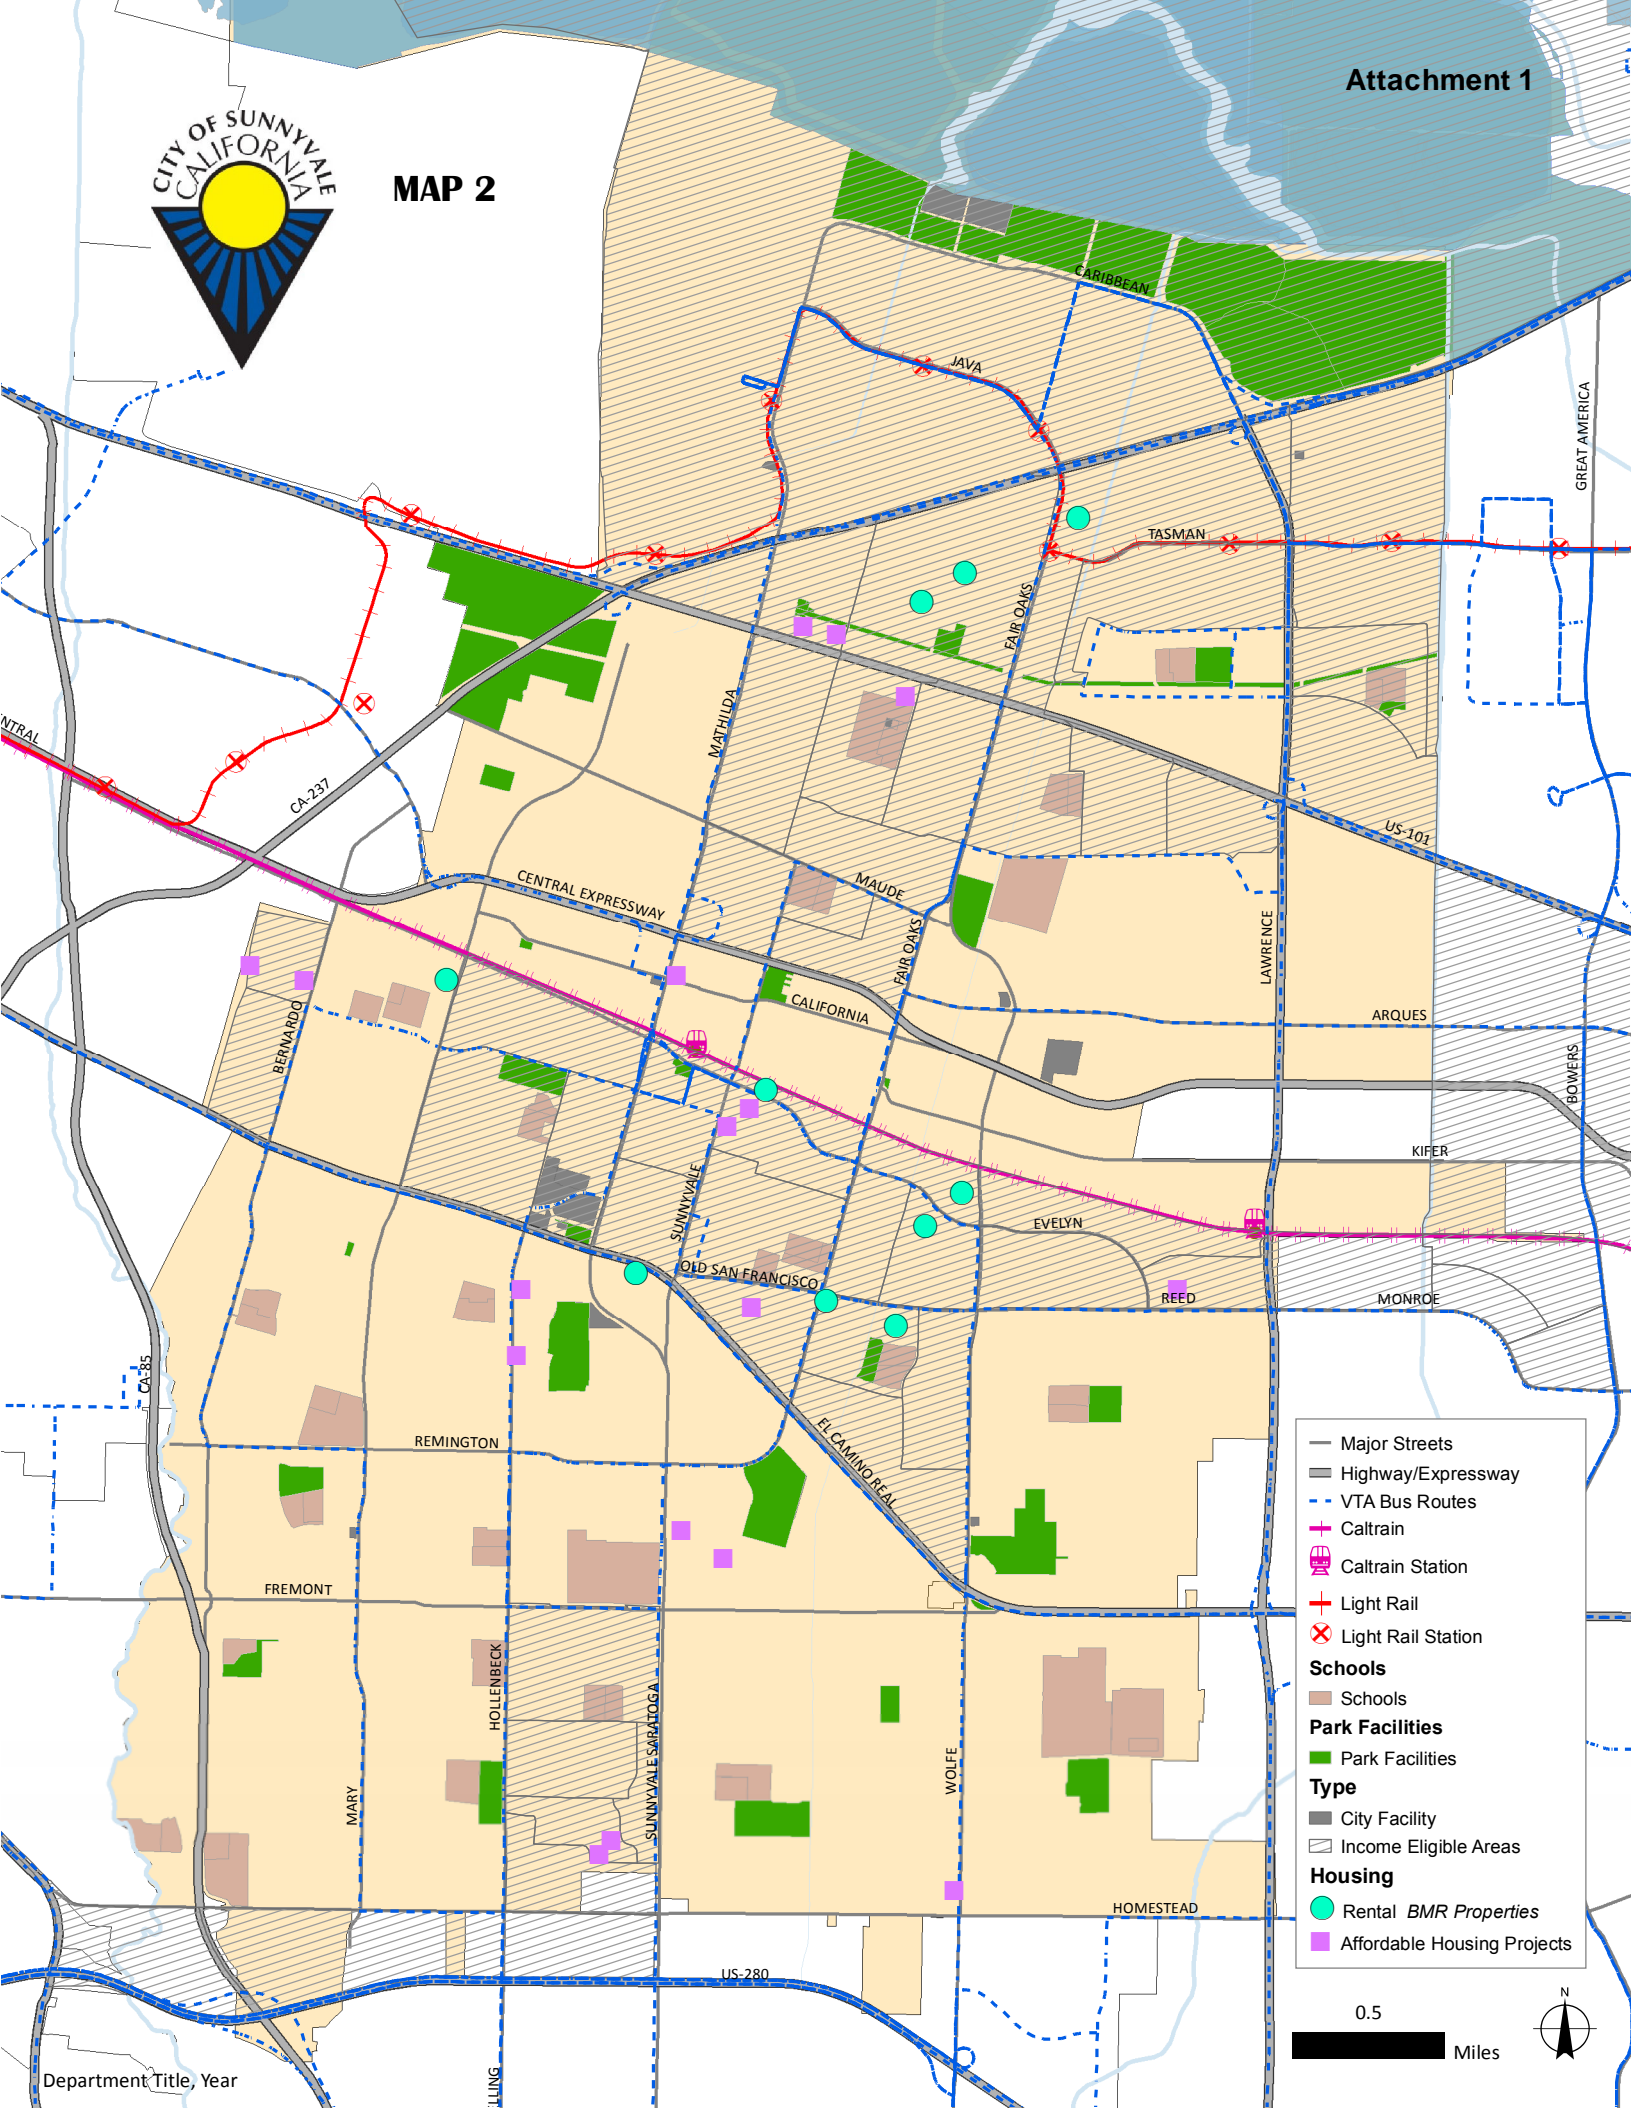 Attachment 1
CITY OF SUNNYVALE
CALIFORNIA
MAP 2
CARIBBEAN
JAVA
GREAT AMERICA
TASMAN
FAIR OAKS
MATHILDA
NTRAL
CA-237
US-101
CENTRAL EXPRESSWAY
MAUDE
FAIR OAKS
LAWRENCE
CALIFORNIA
ARQUES
BERNARDO
BOWERS
KIFER
SUNNYVALE
EVELYN
OLD SAN FRANCISCO
REED
MONROE
CA-85
EL CAMINO REAL
REMINGTON
FREMONT
HOLLENBECK
SUNNYVALE SARATOGA
WOLFE
MARY
HOMESTEAD
US-280
LLING
Major Streets
Highway/Expressway
VTA Bus Routes
Caltrain
Caltrain Station
Light Rail
Light Rail Station
Schools
Schools
Park Facilities
Park Facilities
Type
City Facility
Income Eligible Areas
Housing
Rental BMR Properties
Affordable Housing Projects
N
0.5
Miles
Department Title, Year